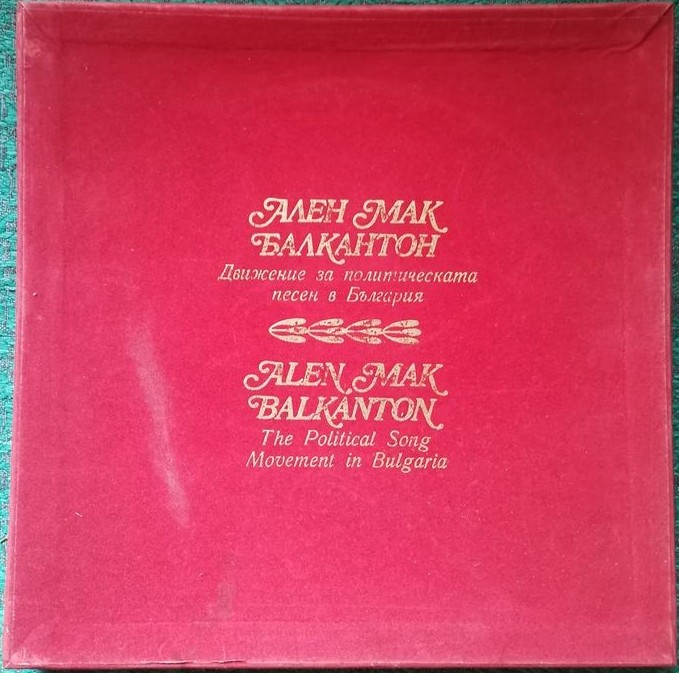 АЛЕН МАК
БАЛКАНТОН
Движение за политическата
песен в България
ALEN MAK
BALKANTON
The Political Song
Movement in Bulgaria